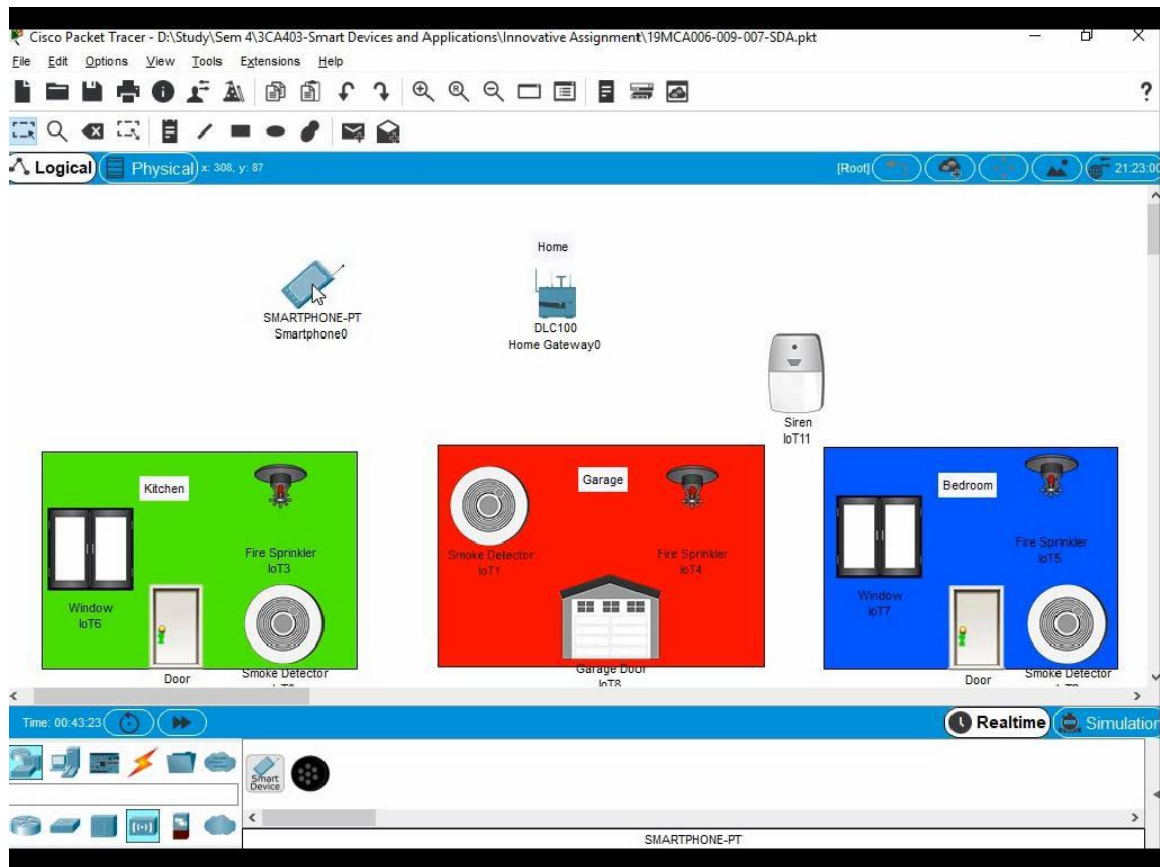 Cisco Packet Tracer - D:\Study\Sem 4\3CA403-Smart Devices and Applications\Innovative Assignment\19MCA006-009-007-SDA.pkt
File Edit Options View Tools Extensions Help
?
Logical Physical x: 308, y: 87 [Root] 21:23:00
Home
SMARTPHONE-PT
Smartphone0
DLC100
Home Gateway0
Siren
IoT11
Kitchen
Fire Sprinkler
IoT3
Window
IoT6
Door
Smoke Detector
Garage
Smoke Detector
IoT1
Fire Sprinkler
IoT4
Garage Door
IoT8
Bedroom
Fire Sprinkler
IoT5
Window
IoT7
Door
Smoke Detector
Time: 00:43:23 Realtime Simulation
Smart
Device
SMARTPHONE-PT